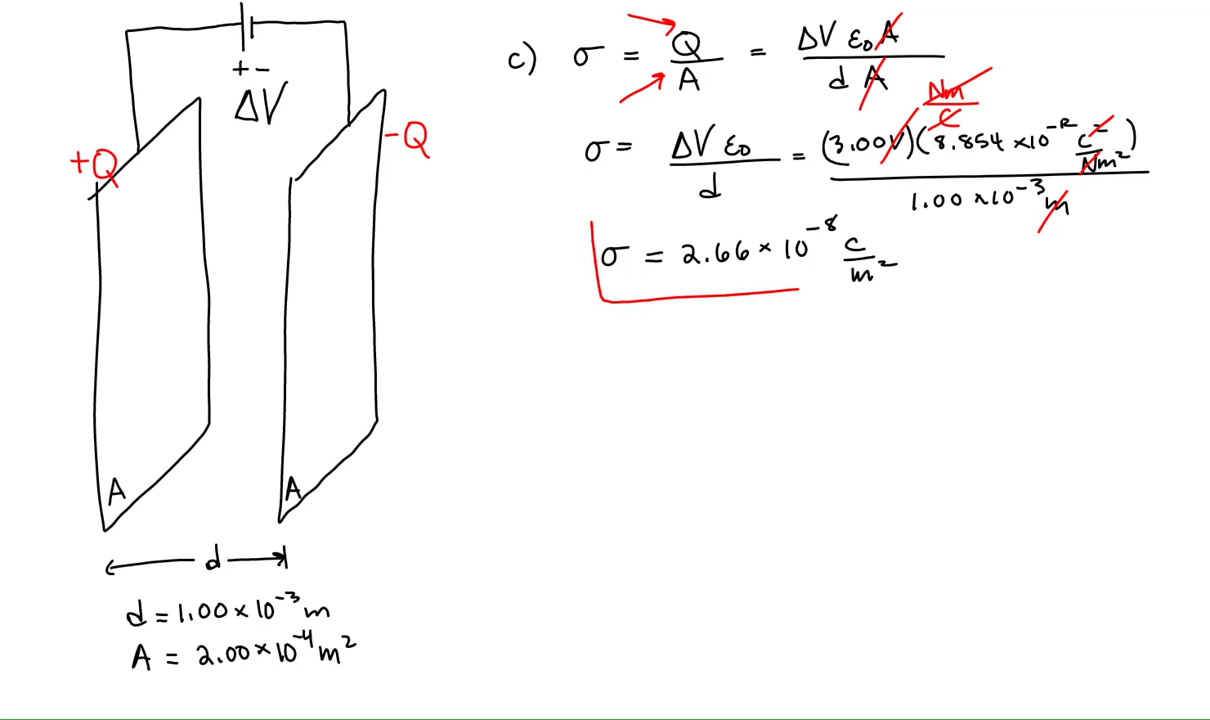 + -
ΔV
+Q
-Q
A
A
d
d = 1.00 × 10⁻³ m
A = 2.00 × 10⁻⁴ m²
c) σ = Q/A = ΔV ε₀ A / d A
Nm/C
σ = ΔV ε₀ / d = (3.00V)(8.854 × 10⁻¹² C²/Nm²) / 1.00 × 10⁻³ m
σ = 2.66 × 10⁻⁸ C/m²